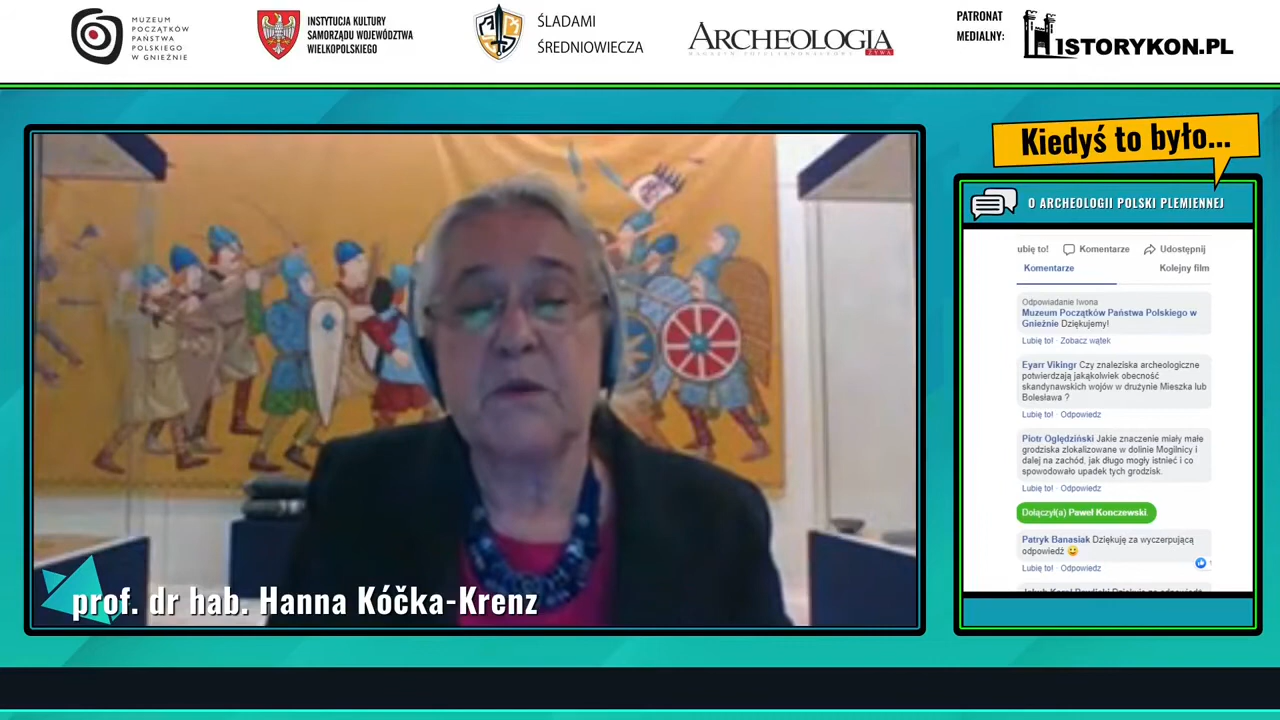 MUZEUM
POCZĄTKÓW
PAŃSTWA
POLSKIEGO
W GNIEŹNIE
INSTYTUCJA KULTURY
SAMORZĄDU WOJEWÓDZTWA
WIELKOPOLSKIEGO
ŚLADAMI
ŚREDNIOWIECZA
ARCHEOLOGIA
ŻYWA
PATRONAT
MEDIALNY:
HISTORYKON.PL
Kiedyś to było...
O ARCHEOLOGII POLSKI PLEMIENNEJ
ubię to! Komentarze Udostępnij
Komentarze Kolejny film
Odpowiadanie Iwona
Muzeum Początków Państwa Polskiego w
Gnieźnie Dziękujemy!
Lubię to! · Zobacz wątek
Eyarr Vikingr Czy znaleziska archeologiczne
potwierdzają jakąkolwiek obecność
skandynawskich wojów w drużynie Mieszka lub
Bolesława ?
Lubię to! · Odpowiedz
Piotr Oględziński Jakie znaczenie miały małe
grodziska zlokalizowane w dolinie Mogilnicy i
dalej na zachód, jak długo mogły istnieć i co
spowodowało upadek tych grodzisk.
Lubię to! · Odpowiedz
Dołączył(a) Paweł Konczewski.
Patryk Banasiak Dziękuję za wyczerpującą
odpowiedź
Lubię to! · Odpowiedz
prof. dr hab. Hanna Kóčka-Krenz